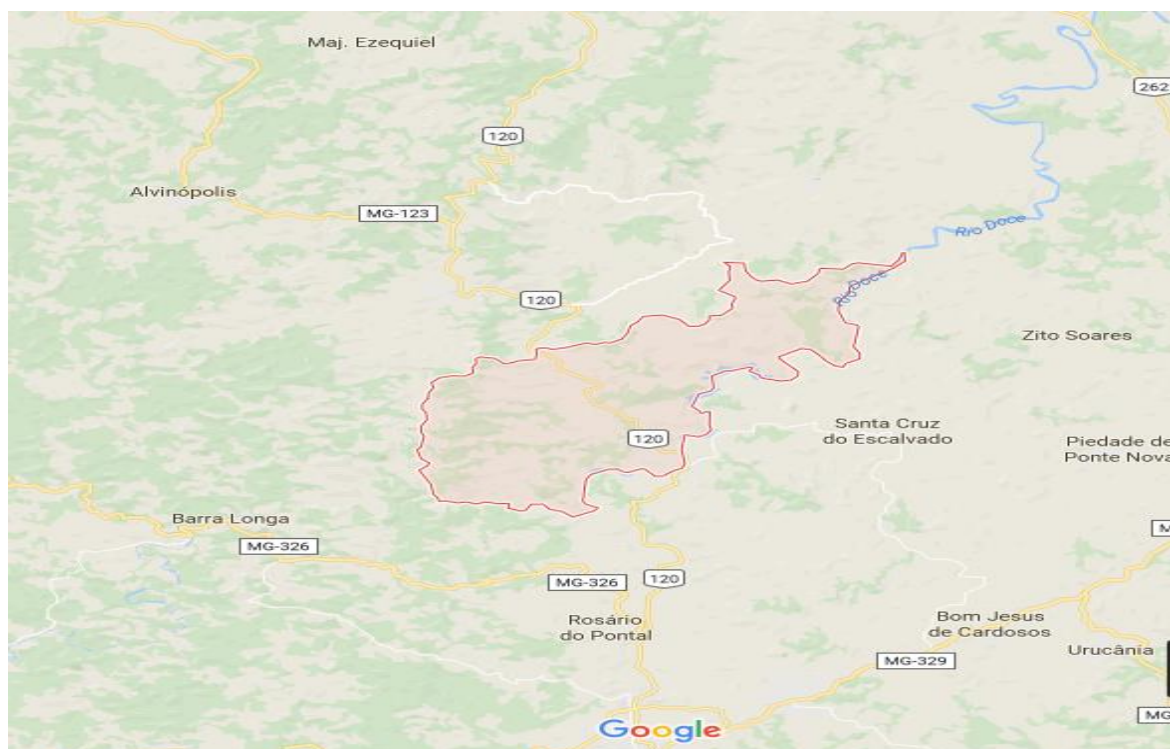 Maj. Ezequiel
262
120
Alvinópolis
MG-123
Rio Doce
120
Rio Doce
Zito Soares
120
Santa Cruz
do Escalvado
Piedade de
Ponte Nova
Barra Longa
MG-326
MG-326
120
Rosário
do Pontal
Bom Jesus
de Cardosos
Urucânia
MG-329
MG
Google